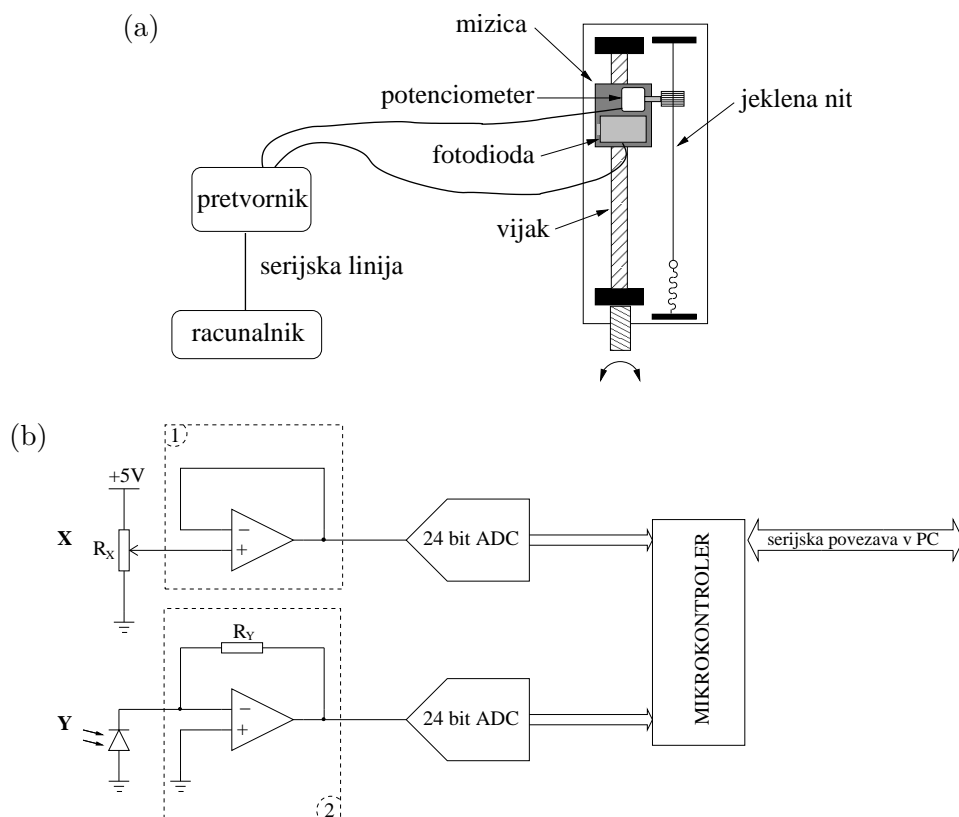 (a)
mizica
potenciometer
jeklena nit
fotodioda
pretvornik
vijak
serijska linija
racunalnik
(b)
1
+5V
X
R_X
−
+
24 bit ADC
serijska povezava v PC
MIKROKONTROLER
R_Y
Y
−
+
24 bit ADC
2